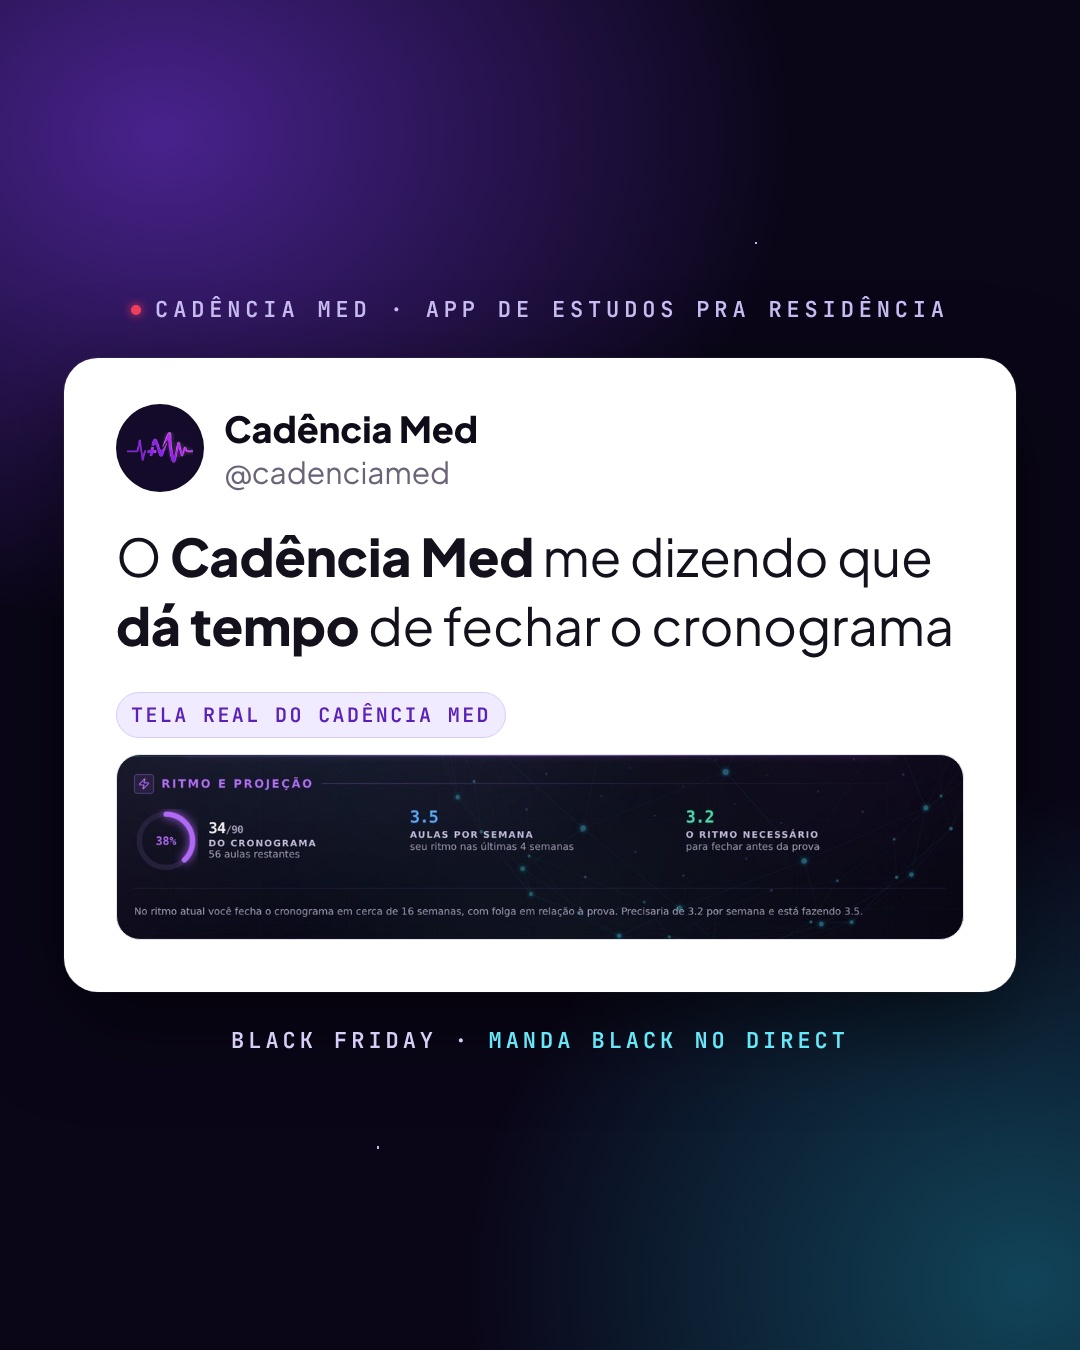 CADÊNCIA MED · APP DE ESTUDOS PRA RESIDÊNCIA
Cadência Med
@cadenciamed
O Cadência Med me dizendo que
dá tempo de fechar o cronograma
TELA REAL DO CADÊNCIA MED
RITMO E PROJEÇÃO
38%
34/90
DO CRONOGRAMA
56 aulas restantes
3.5
AULAS POR SEMANA
seu ritmo nas últimas 4 semanas
3.2
O RITMO NECESSÁRIO
para fechar antes da prova
No ritmo atual você fecha o cronograma em cerca de 16 semanas, com folga em relação à prova. Precisaria de 3.2 por semana e está fazendo 3.5.
BLACK FRIDAY · MANDA BLACK NO DIRECT